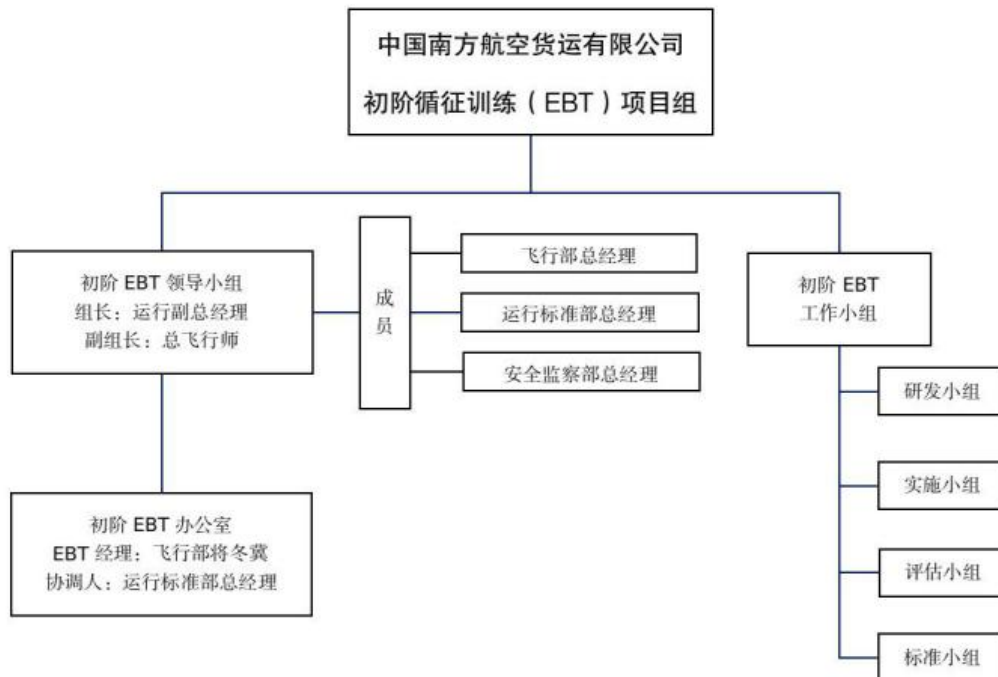 中国南方航空货运有限公司
初阶循征训练（EBT）项目组
初阶 EBT 领导小组
组长：运行副总经理
副组长：总飞行师
成
员
飞行部总经理
运行标准部总经理
安全监察部总经理
初阶 EBT
工作小组
研发小组
实施小组
评估小组
标准小组
初阶 EBT 办公室
EBT 经理：飞行部将冬冀
协调人：运行标准部总经理